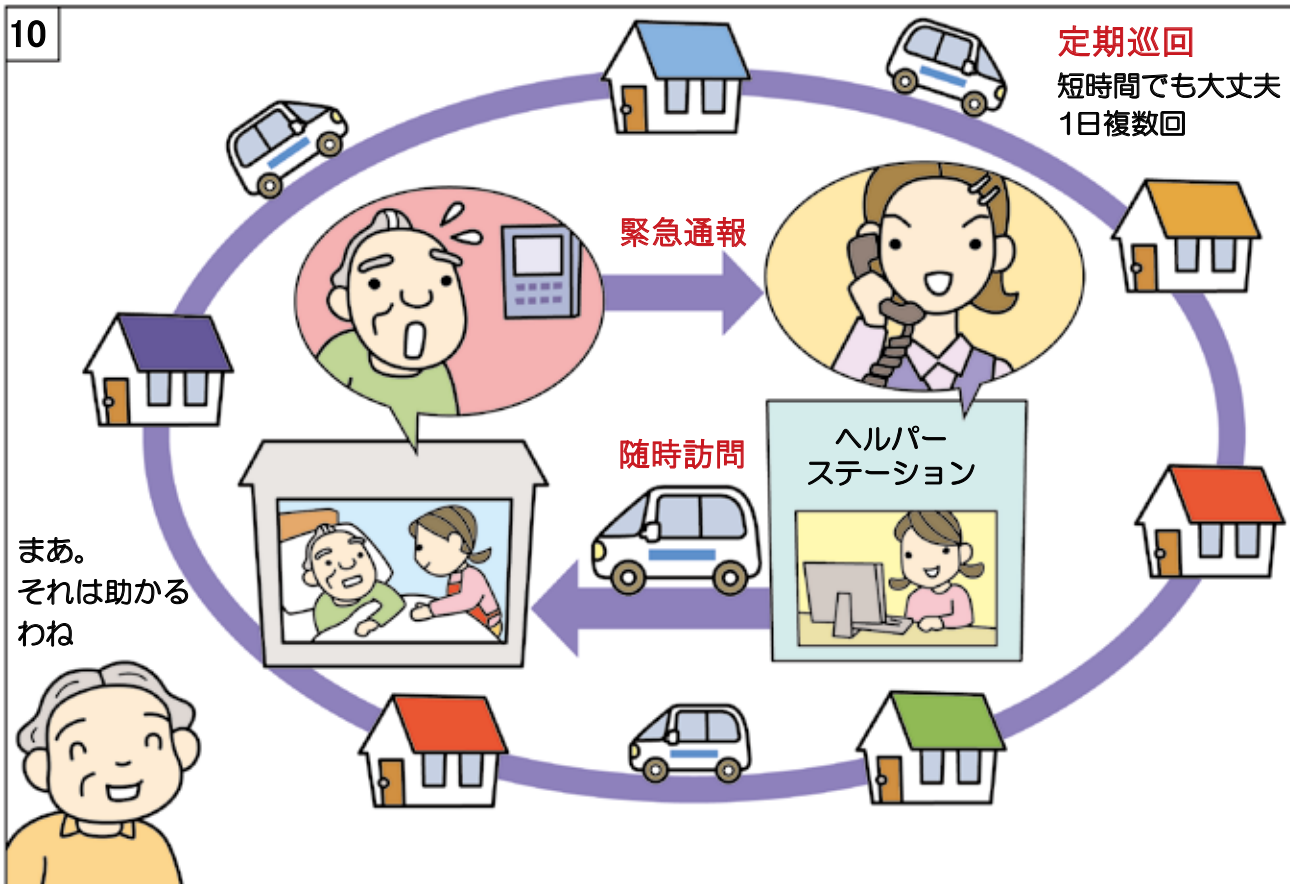 10
定期巡回
短時間でも大丈夫
1日複数回
緊急通報
随時訪問
ヘルパー
ステーション
まあ。
それは助かる
わね